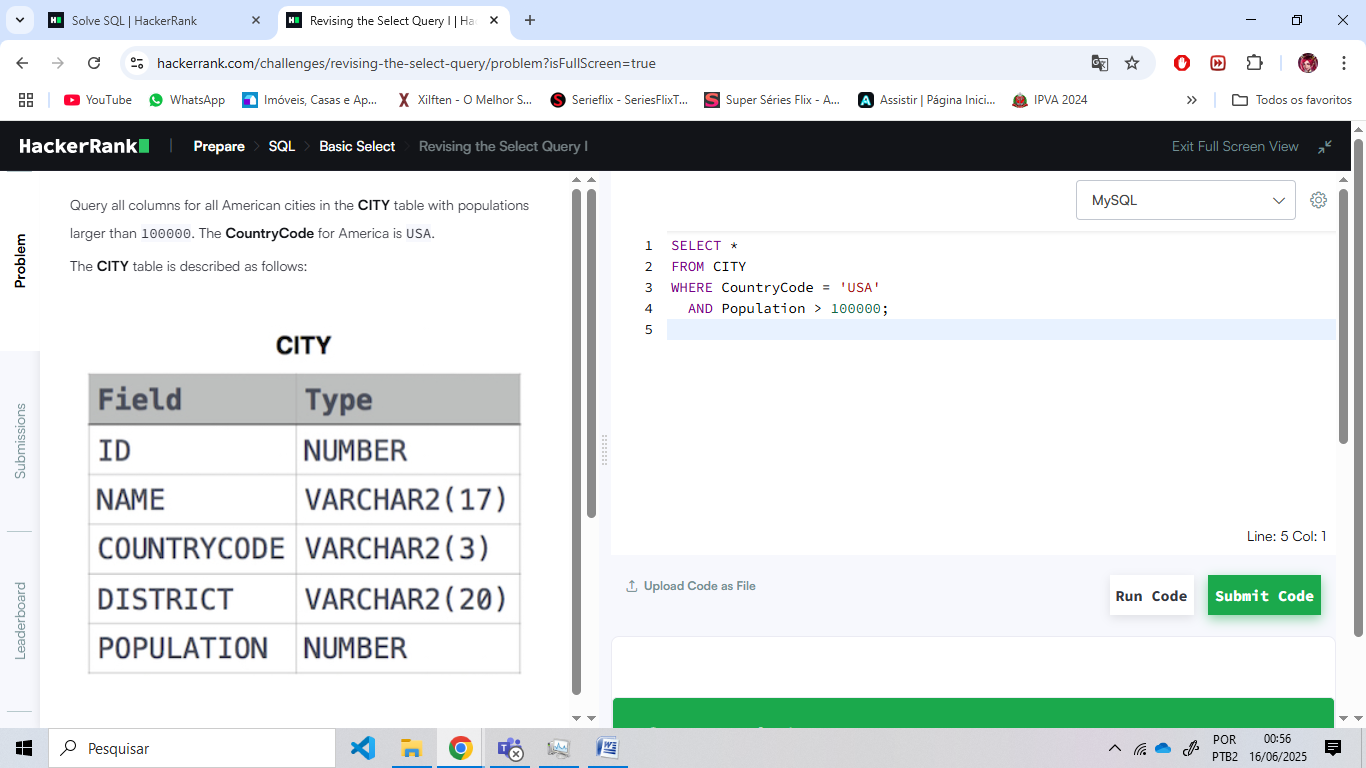 Solve SQL | HackerRank
Revising the Select Query I | Ha
hackerrank.com/challenges/revising-the-select-query/problem?isFullScreen=true
YouTube
WhatsApp
Imóveis, Casas e Ap...
Xilften - O Melhor S...
Serieflix - SeriesFlixT...
Super Séries Flix - A...
Assistir | Página Inici...
IPVA 2024
Todos os favoritos
HackerRank
Prepare
SQL
Basic Select
Revising the Select Query I
Exit Full Screen View
Problem
Submissions
Leaderboard
Query all columns for all American cities in the CITY table with populations
larger than 100000. The CountryCode for America is USA.
The CITY table is described as follows:
CITY
Field Type
ID NUMBER
NAME VARCHAR2(17)
COUNTRYCODE VARCHAR2(3)
DISTRICT VARCHAR2(20)
POPULATION NUMBER
MySQL
1 SELECT *
2 FROM CITY
3 WHERE CountryCode = 'USA'
4 AND Population > 100000;
5
Line: 5 Col: 1
Upload Code as File
Run Code
Submit Code
Pesquisar
POR
PTB2
00:56
16/06/2025